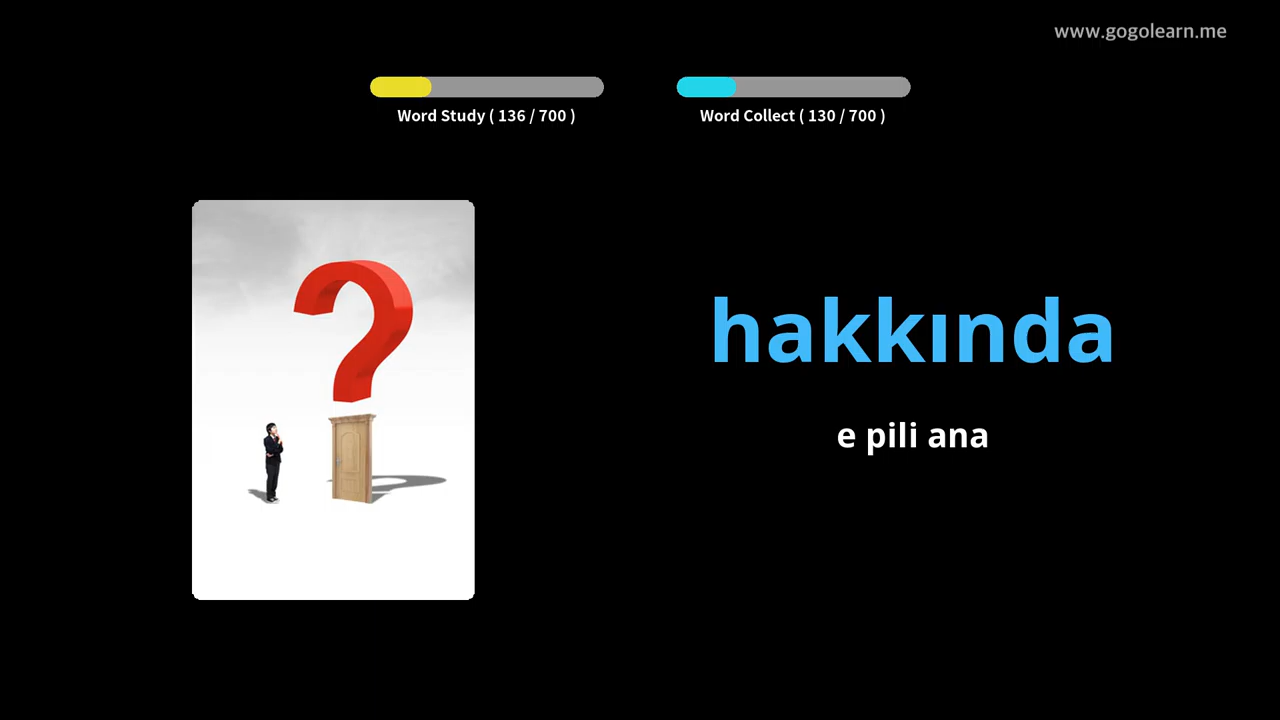 www.gogolearn.me
Word Study ( 136 / 700 )
Word Collect ( 130 / 700 )
hakkında
e pili ana